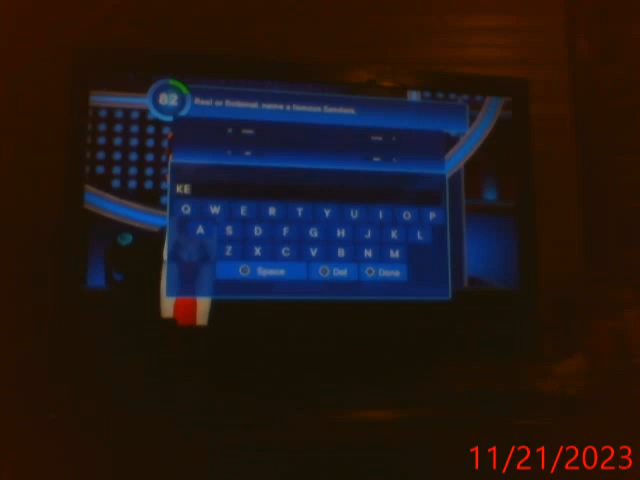 82
Real or fictional, name a famous Sanders.
KE
Q W E R T Y U I O P
A S D F G H J K L
Z X C V B N M
Space Del Done
11/21/2023